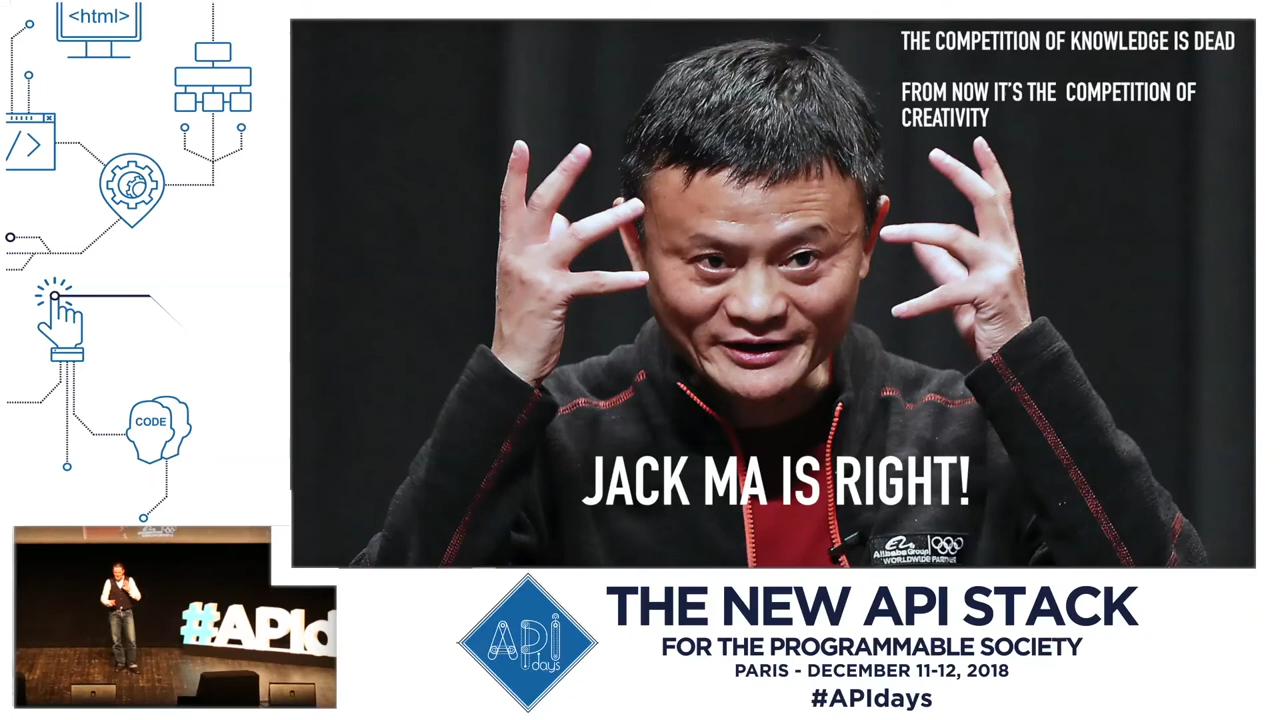 <html>
</>
CODE
THE COMPETITION OF KNOWLEDGE IS DEAD
FROM NOW IT'S THE COMPETITION OF
CREATIVITY
JACK MA IS RIGHT!
Alibaba Group
WORLDWIDE PARTNER
#APId
API
days
THE NEW API STACK
FOR THE PROGRAMMABLE SOCIETY
PARIS - DECEMBER 11-12, 2018
#APIdays